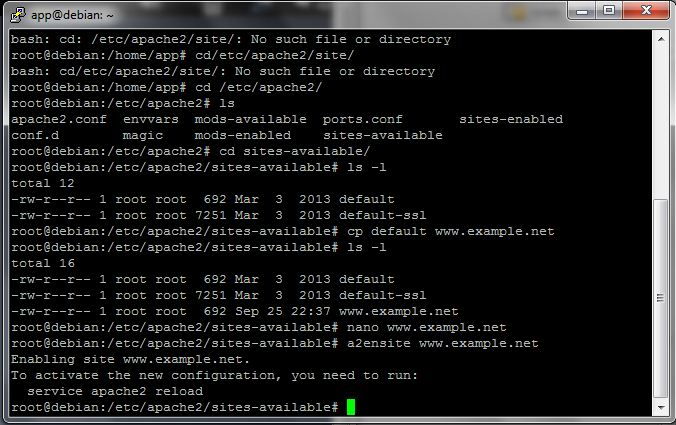 app@debian: ~
bash: cd: /etc/apache2/site/: No such file or directory
root@debian:/home/app# cd/etc/apache2/site/
bash: cd/etc/apache2/site/: No such file or directory
root@debian:/home/app# cd /etc/apache2/
root@debian:/etc/apache2# ls
apache2.conf  envvars  mods-available  ports.conf       sites-enabled
conf.d        magic    mods-enabled    sites-available
root@debian:/etc/apache2# cd sites-available/
root@debian:/etc/apache2/sites-available# ls -l
total 12
-rw-r--r-- 1 root root  692 Mar  3  2013 default
-rw-r--r-- 1 root root 7251 Mar  3  2013 default-ssl
root@debian:/etc/apache2/sites-available# cp default www.example.net
root@debian:/etc/apache2/sites-available# ls -l
total 16
-rw-r--r-- 1 root root  692 Mar  3  2013 default
-rw-r--r-- 1 root root 7251 Mar  3  2013 default-ssl
-rw-r--r-- 1 root root  692 Sep 25 22:37 www.example.net
root@debian:/etc/apache2/sites-available# nano www.example.net
root@debian:/etc/apache2/sites-available# a2ensite www.example.net
Enabling site www.example.net.
To activate the new configuration, you need to run:
  service apache2 reload
root@debian:/etc/apache2/sites-available#